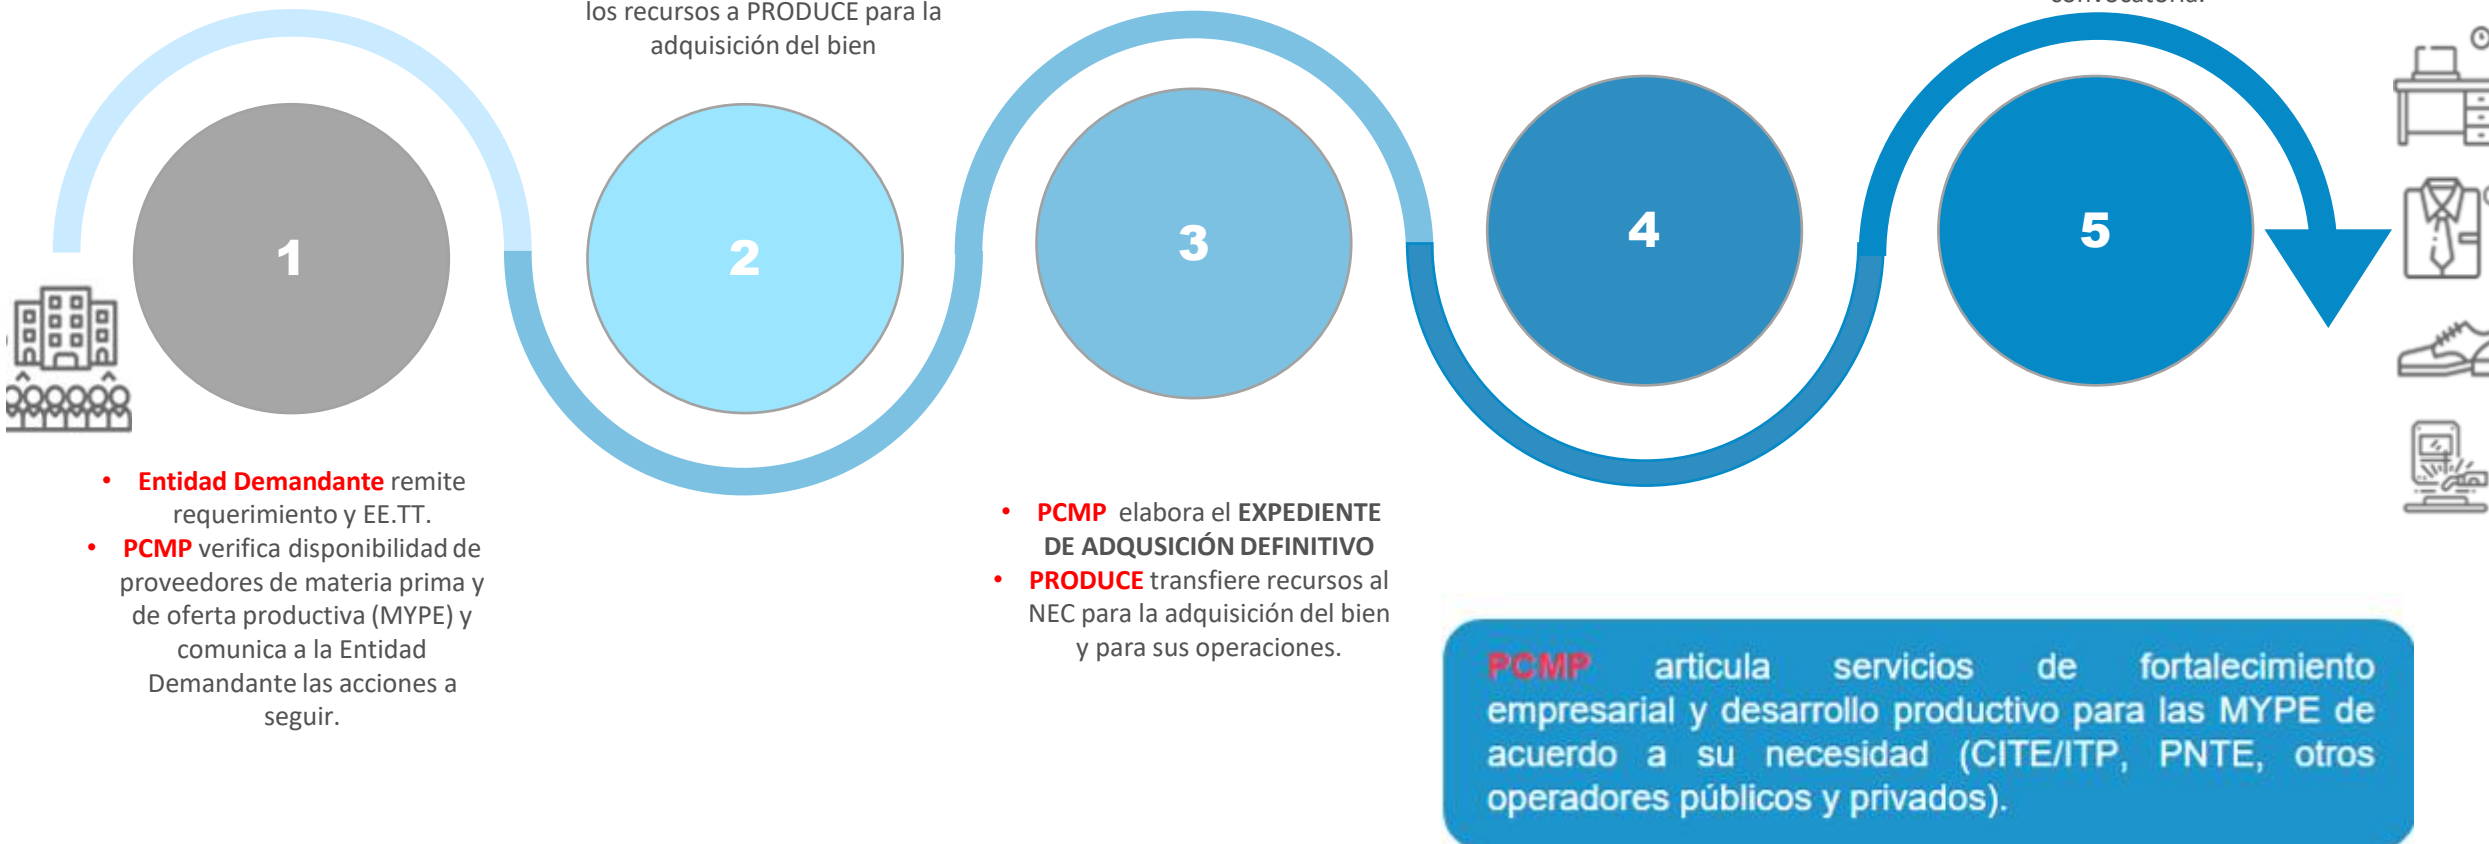 los recursos a PRODUCE para la
adquisición del bien
convocatoria.
1
2
3
4
5
• Entidad Demandante remite
requerimiento y EE.TT.
• PCMP verifica disponibilidad de
proveedores de materia prima y
de oferta productiva (MYPE) y
comunica a la Entidad
Demandante las acciones a
seguir.
• PCMP elabora el EXPEDIENTE
DE ADQUSICIÓN DEFINITIVO
• PRODUCE transfiere recursos al
NEC para la adquisición del bien
y para sus operaciones.
PCMP articula servicios de fortalecimiento
empresarial y desarrollo productivo para las MYPE de
acuerdo a su necesidad (CITE/ITP, PNTE, otros
operadores públicos y privados).